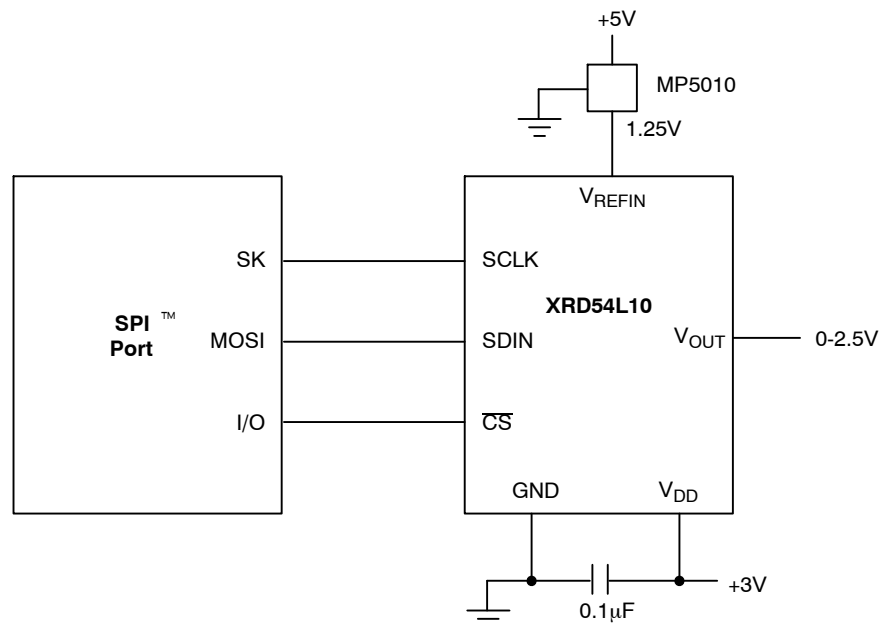 +5V
MP5010
1.25V
VREFIN
SK
SCLK
XRD54L10
SPI ™
Port
MOSI
SDIN
VOUT
0-2.5V
I/O
CS
GND
VDD
+3V
0.1µF